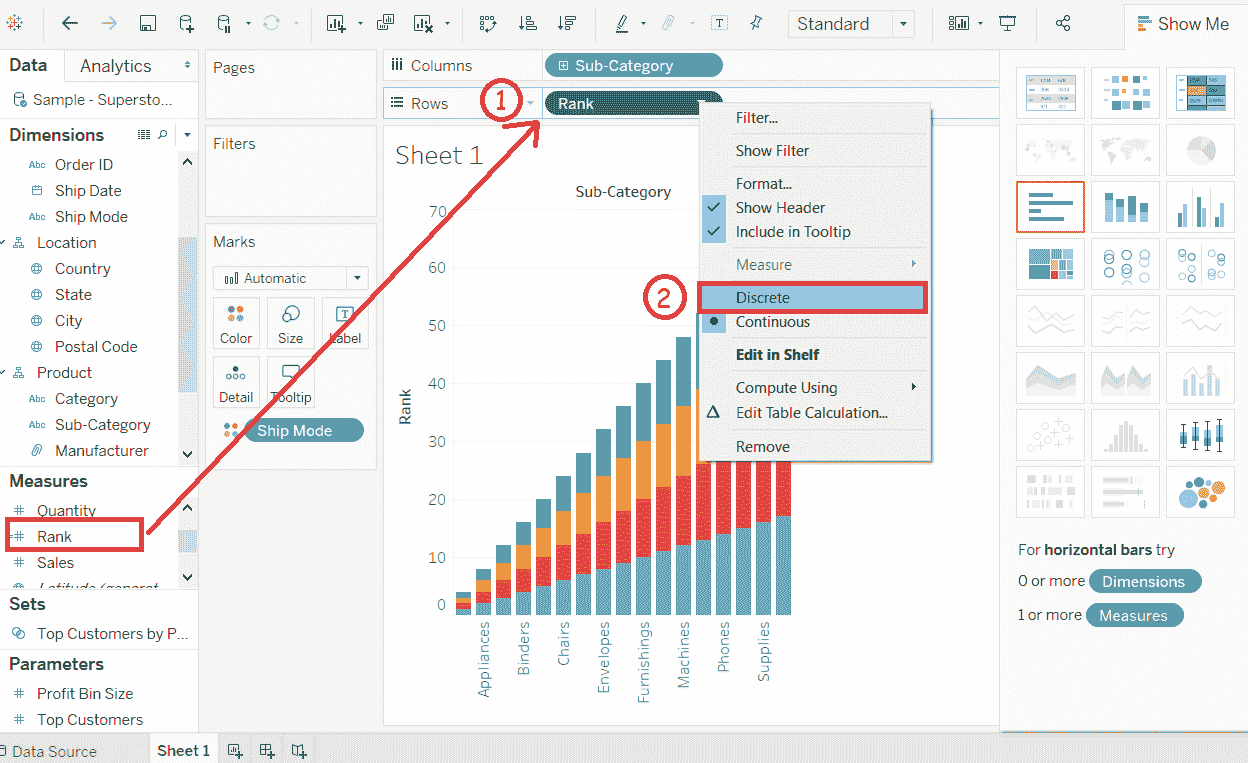 Standard
Show Me
Data
Analytics
Sample - Supersto...
Dimensions
Abc Order ID
Ship Date
Abc Ship Mode
Location
Country
State
City
Postal Code
Product
Abc Category
Abc Sub-Category
Manufacturer
Measures
Quantity
Rank
Sales
Sets
Top Customers by P...
Parameters
Profit Bin Size
Top Customers
Pages
Filters
Marks
Automatic
Color
Size
Label
Detail
Tooltip
Ship Mode
Columns
Sub-Category
Rows
1
Rank
Sheet 1
Sub-Category
70
60
50
40
30
20
10
0
Rank
Appliances
Binders
Chairs
Envelopes
Furnishings
Machines
Phones
Supplies
Filter...
Show Filter
Format...
Show Header
Include in Tooltip
Measure
2
Discrete
Continuous
Edit in Shelf
Compute Using
Edit Table Calculation...
Remove
For horizontal bars try
0 or more Dimensions
1 or more Measures
Data Source
Sheet 1